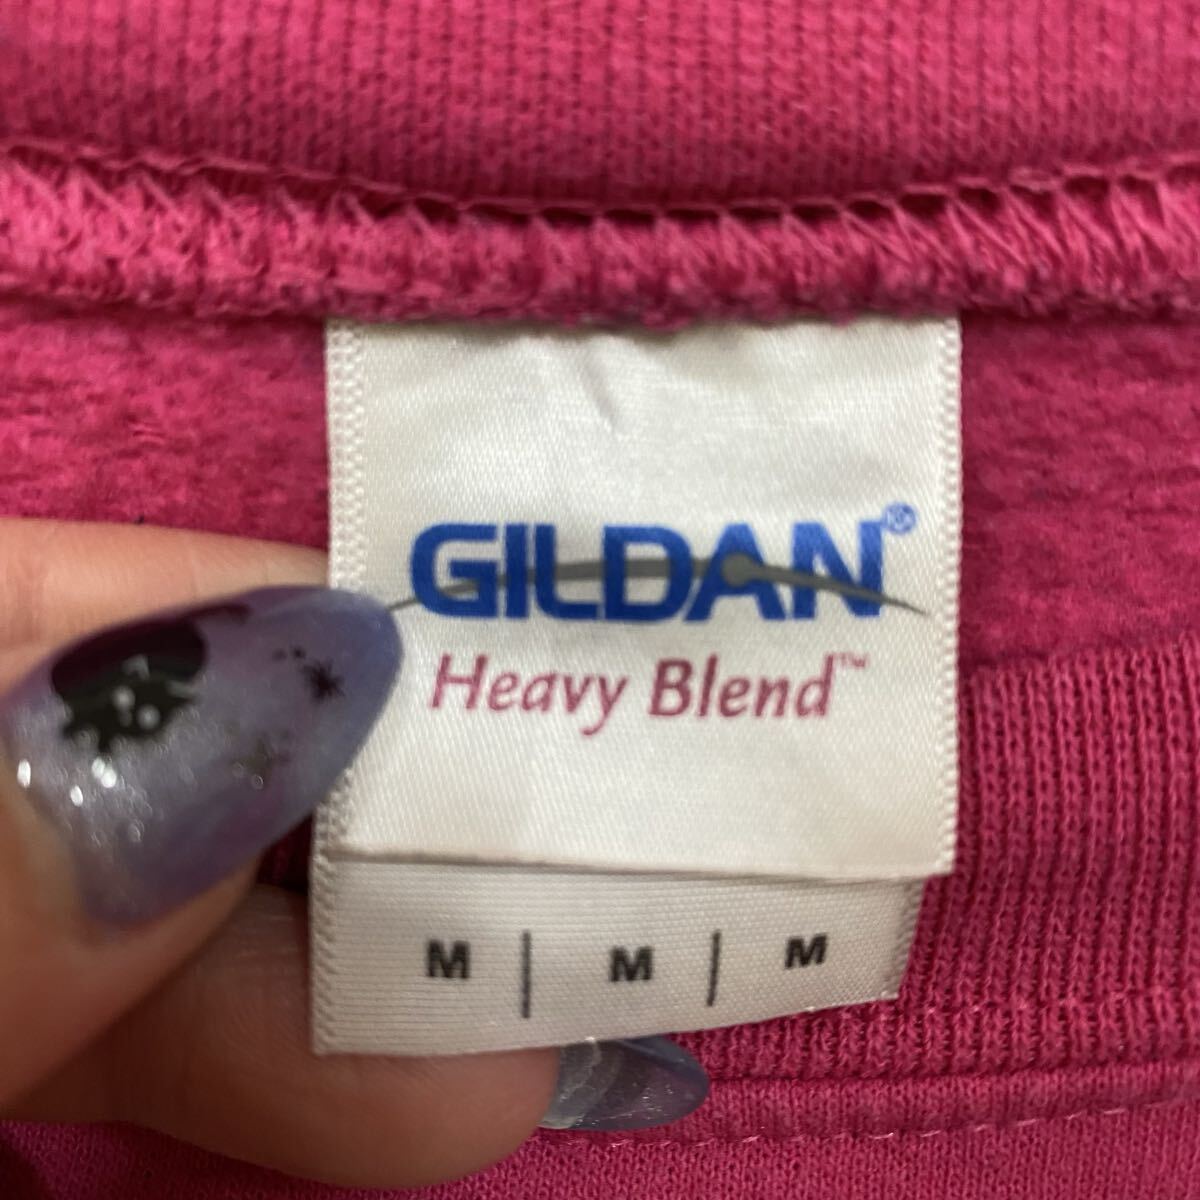 GILDAN®
Heavy Blend™
M | M | M